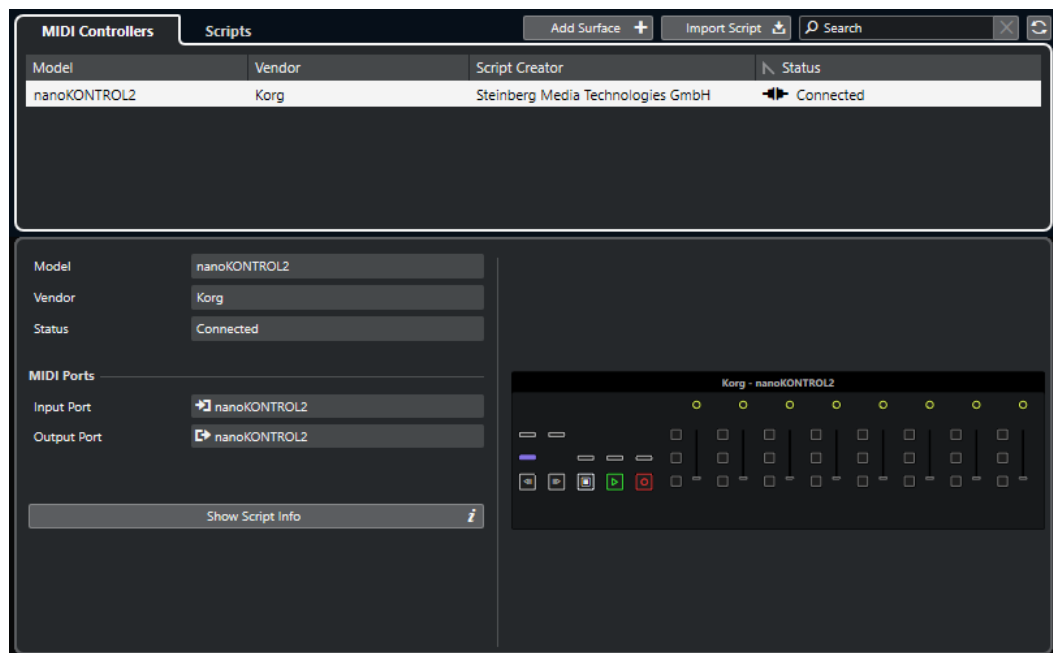 MIDI Controllers Scripts Add Surface Import Script Search
Model Vendor Script Creator Status
nanoKONTROL2 Korg Steinberg Media Technologies GmbH Connected
Model nanoKONTROL2
Vendor Korg
Status Connected
MIDI Ports
Input Port nanoKONTROL2
Output Port nanoKONTROL2
Show Script Info i
Korg - nanoKONTROL2